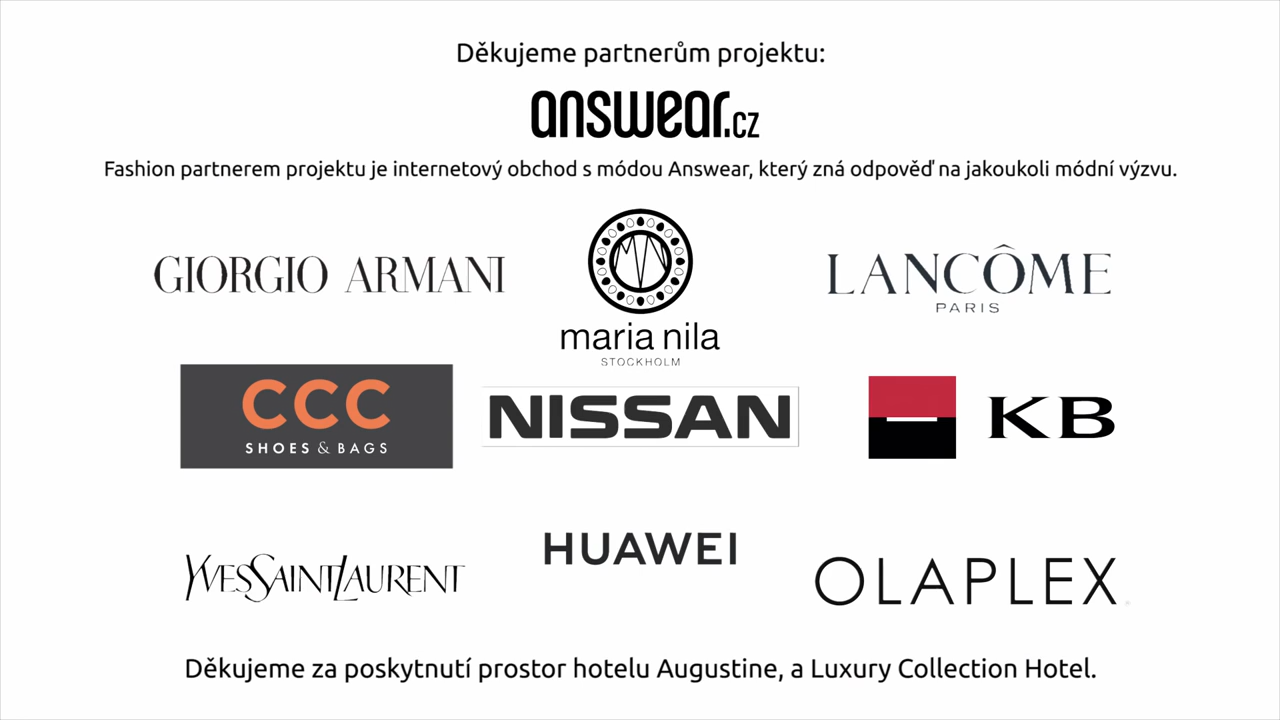 Děkujeme partnerům projektu:
answear.cz
Fashion partnerem projektu je internetový obchod s módou Answear, který zná odpověď na jakoukoli módní výzvu.
GIORGIO ARMANI
MN
maria nila
STOCKHOLM
LANCÔME
PARIS
CCC
SHOES & BAGS
NISSAN
KB
YVESSAINTLAURENT
HUAWEI
OLAPLEX
Děkujeme za poskytnutí prostor hotelu Augustine, a Luxury Collection Hotel.